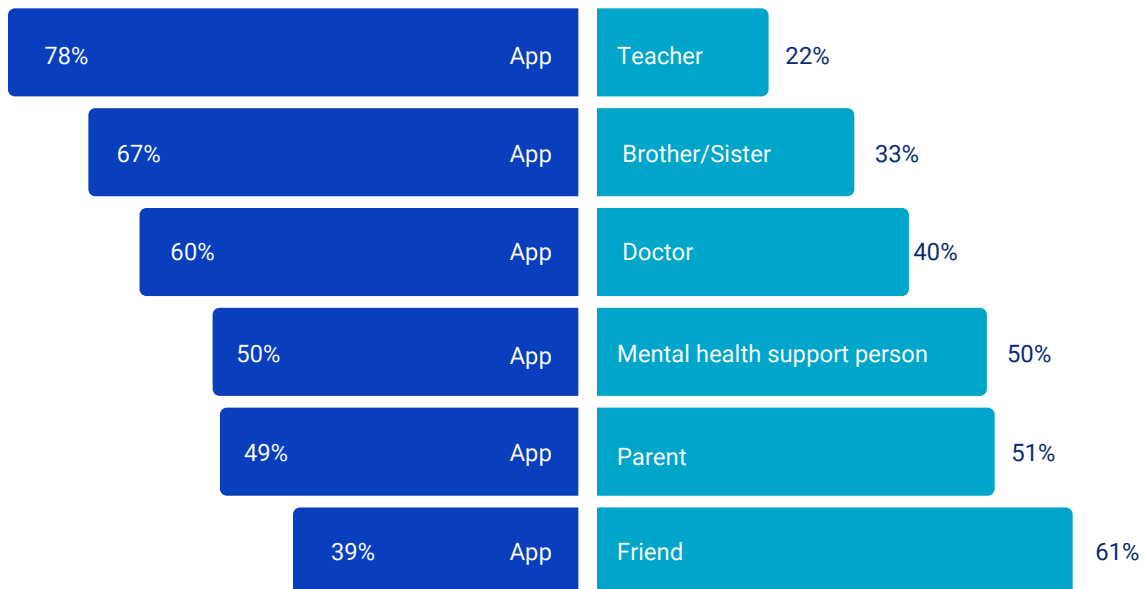 78% App Teacher 22%
67% App Brother/Sister 33%
60% App Doctor 40%
50% App Mental health support person 50%
49% App Parent 51%
39% App Friend 61%